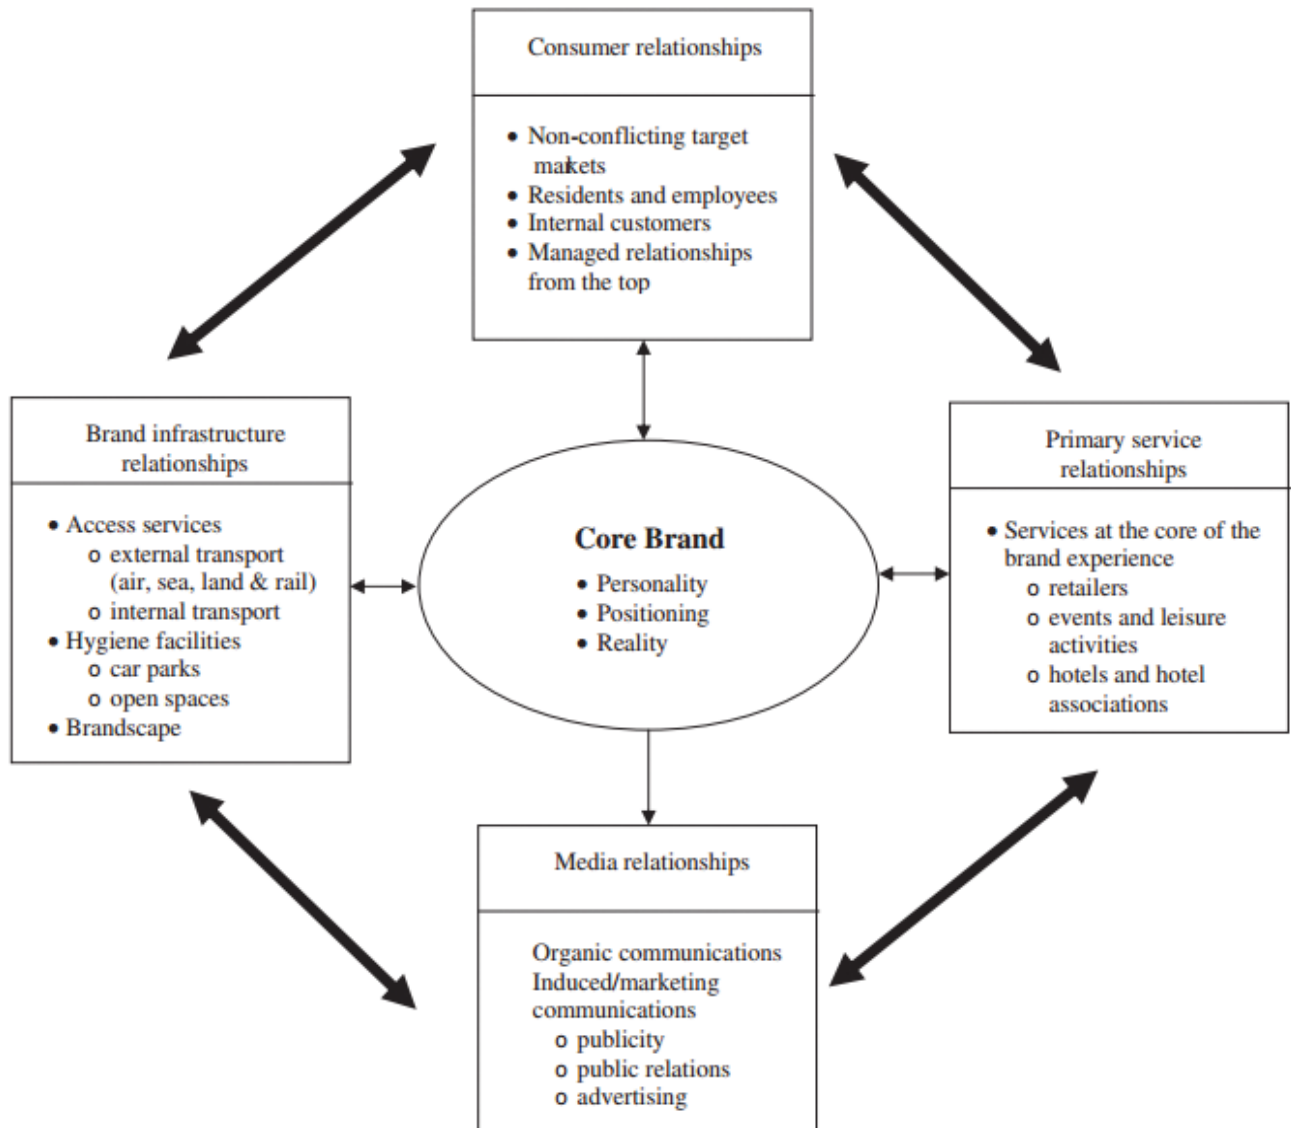 Consumer relationships
• Non-conflicting target
markets
• Residents and employees
• Internal customers
• Managed relationships
from the top
Brand infrastructure
relationships
• Access services
o external transport
(air, sea, land & rail)
o internal transport
• Hygiene facilities
o car parks
o open spaces
• Brandscape
Core Brand
• Personality
• Positioning
• Reality
Primary service
relationships
• Services at the core of the
brand experience
o retailers
o events and leisure
activities
o hotels and hotel
associations
Media relationships
Organic communications
Induced/marketing
communications
o publicity
o public relations
o advertising